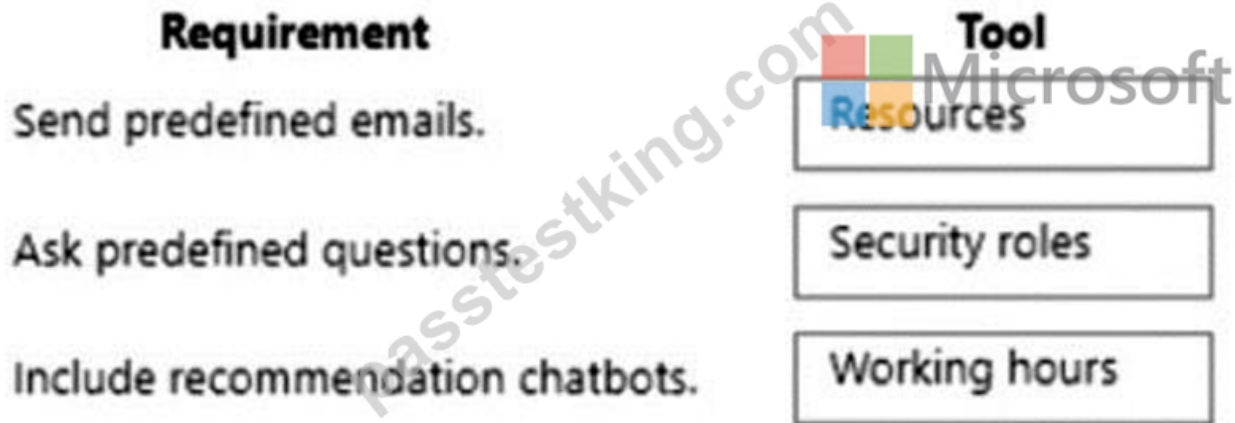 Requirement Tool
Microsoft
Send predefined emails. Resources
Ask predefined questions. Security roles
Include recommendation chatbots. Working hours
passtestking.com